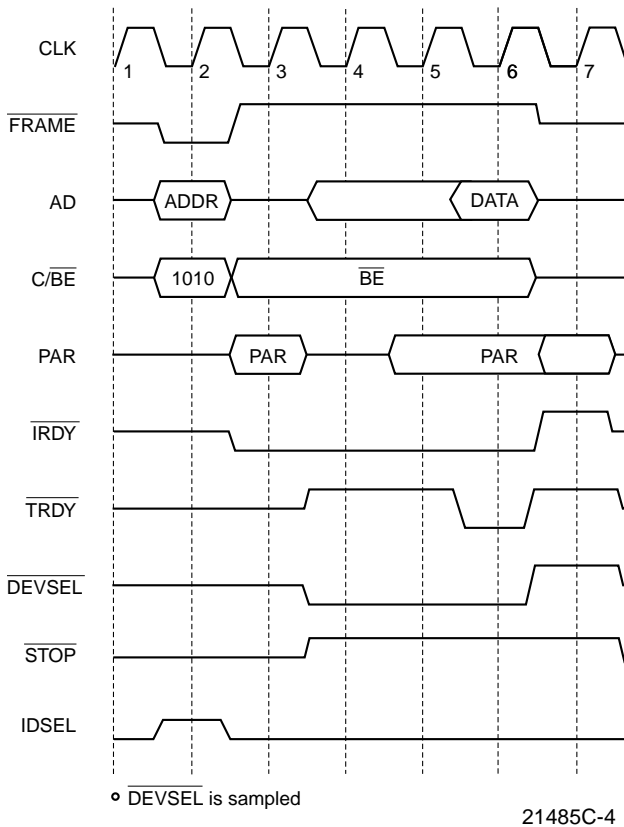 CLK
1 2 3 4 5 6 7
FRAME
AD
ADDR
DATA
C/BE
1010
BE
PAR
PAR
PAR
IRDY
TRDY
DEVSEL
STOP
IDSEL
DEVSEL is sampled
21485C-4